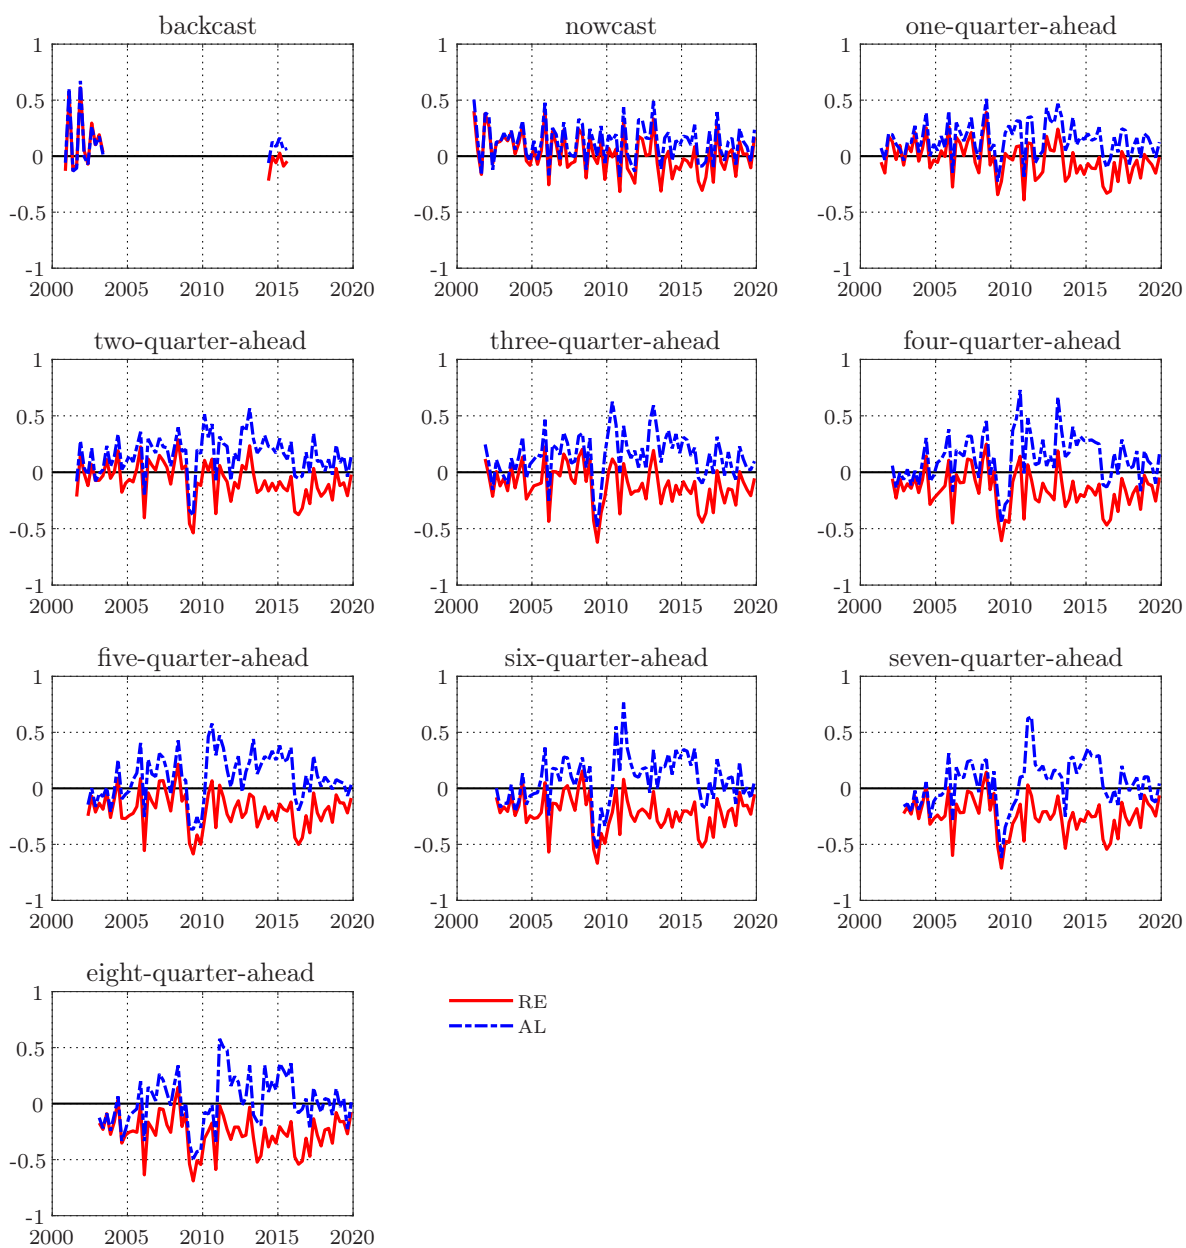 backcast
nowcast
one-quarter-ahead
1
0.5
0
-0.5
-1
2000 2005 2010 2015 2020
1
0.5
0
-0.5
-1
2000 2005 2010 2015 2020
1
0.5
0
-0.5
-1
2000 2005 2010 2015 2020
two-quarter-ahead
three-quarter-ahead
four-quarter-ahead
1
0.5
0
-0.5
-1
2000 2005 2010 2015 2020
1
0.5
0
-0.5
-1
2000 2005 2010 2015 2020
1
0.5
0
-0.5
-1
2000 2005 2010 2015 2020
five-quarter-ahead
six-quarter-ahead
seven-quarter-ahead
1
0.5
0
-0.5
-1
2000 2005 2010 2015 2020
1
0.5
0
-0.5
-1
2000 2005 2010 2015 2020
1
0.5
0
-0.5
-1
2000 2005 2010 2015 2020
eight-quarter-ahead
1
0.5
0
-0.5
-1
2000 2005 2010 2015 2020
RE
AL